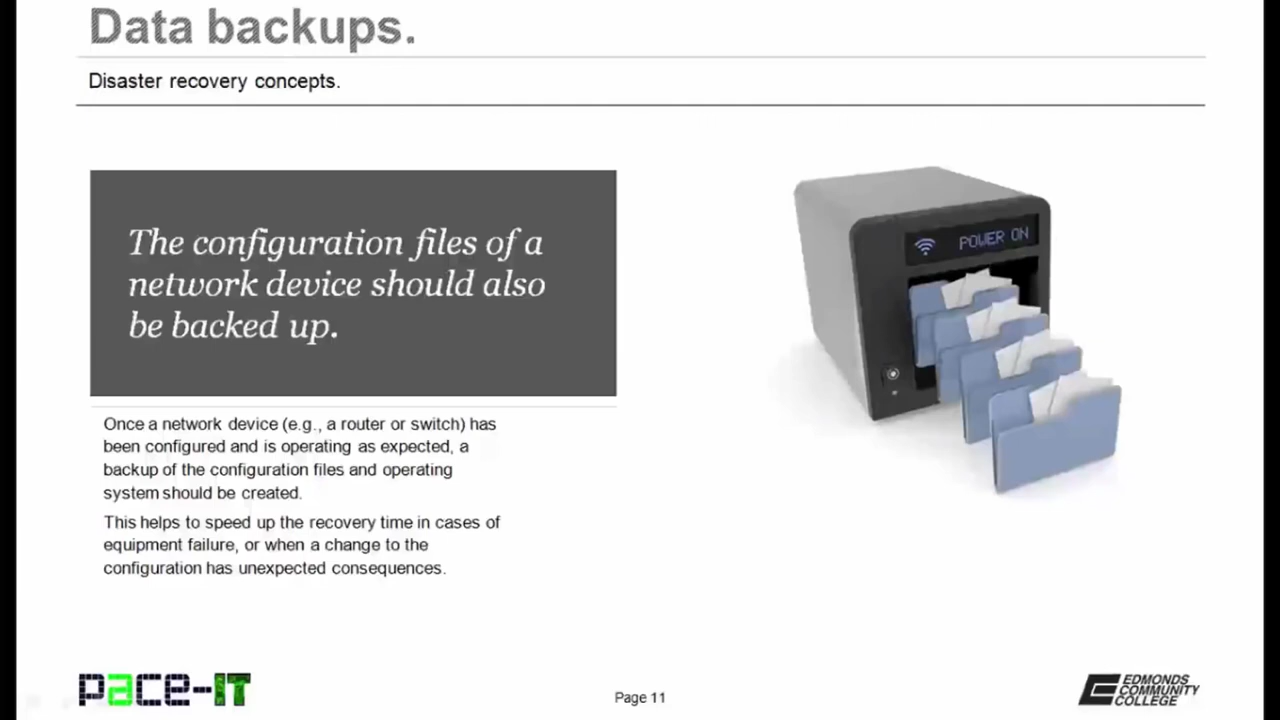 Data backups.
Disaster recovery concepts.
The configuration files of a
network device should also
be backed up.
POWER ON
Once a network device (e.g., a router or switch) has
been configured and is operating as expected, a
backup of the configuration files and operating
system should be created.
This helps to speed up the recovery time in cases of
equipment failure, or when a change to the
configuration has unexpected consequences.
pace-IT
Page 11
EDMONDS
COMMUNITY
COLLEGE